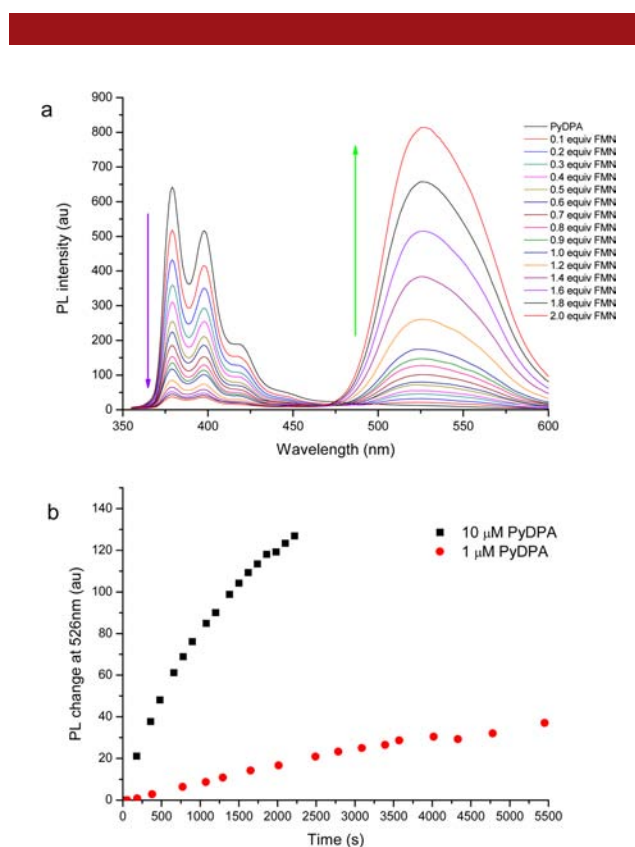 a
900
800
700
600
500
400
300
200
100
0
PL intensity (au)
350
400
450
500
550
600
Wavelength (nm)
PyDPA
0.1 equiv FMN
0.2 equiv FMN
0.3 equiv FMN
0.4 equiv FMN
0.5 equiv FMN
0.6 equiv FMN
0.7 equiv FMN
0.8 equiv FMN
0.9 equiv FMN
1.0 equiv FMN
1.2 equiv FMN
1.4 equiv FMN
1.6 equiv FMN
1.8 equiv FMN
2.0 equiv FMN
b
140
120
100
80
60
40
20
0
PL change at 526nm (au)
10 μM PyDPA
1 μM PyDPA
0
500
1000
1500
2000
2500
3000
3500
4000
4500
5000
5500
Time (s)